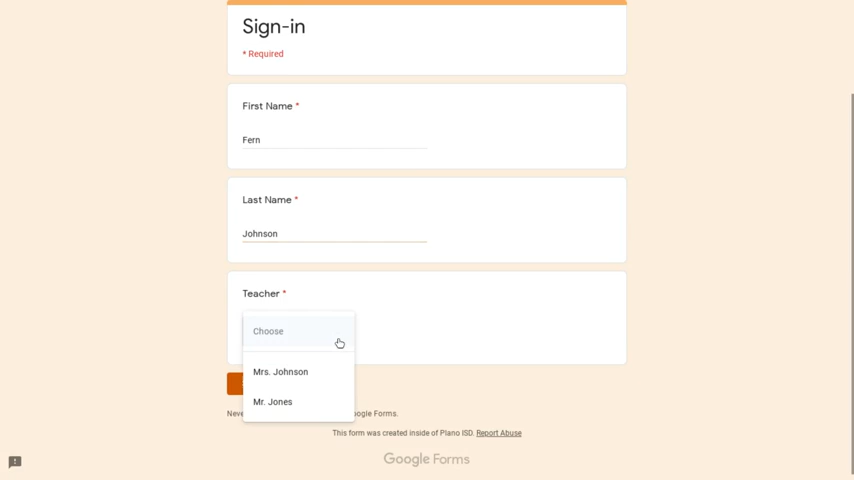 Sign-in
* Required
First Name *
Fern
Last Name *
Johnson
Teacher *
Choose
Mrs. Johnson
Mr. Jones
oogle Forms.
This form was created inside of Plano ISD. Report Abuse
Google Forms